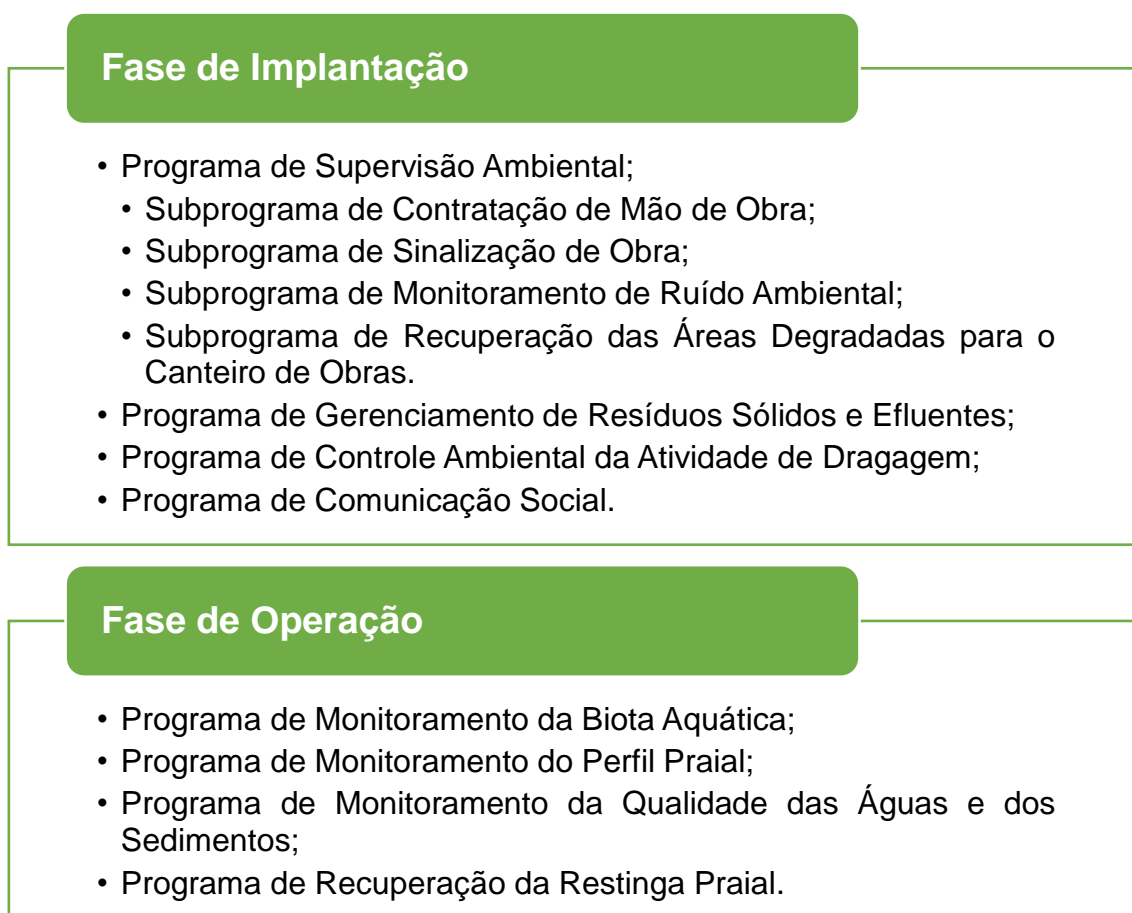 Fase de Implantação
• Programa de Supervisão Ambiental;
• Subprograma de Contratação de Mão de Obra;
• Subprograma de Sinalização de Obra;
• Subprograma de Monitoramento de Ruído Ambiental;
• Subprograma de Recuperação das Áreas Degradadas para o
Canteiro de Obras.
• Programa de Gerenciamento de Resíduos Sólidos e Efluentes;
• Programa de Controle Ambiental da Atividade de Dragagem;
• Programa de Comunicação Social.
Fase de Operação
• Programa de Monitoramento da Biota Aquática;
• Programa de Monitoramento do Perfil Praial;
• Programa de Monitoramento da Qualidade das Águas e dos
Sedimentos;
• Programa de Recuperação da Restinga Praial.